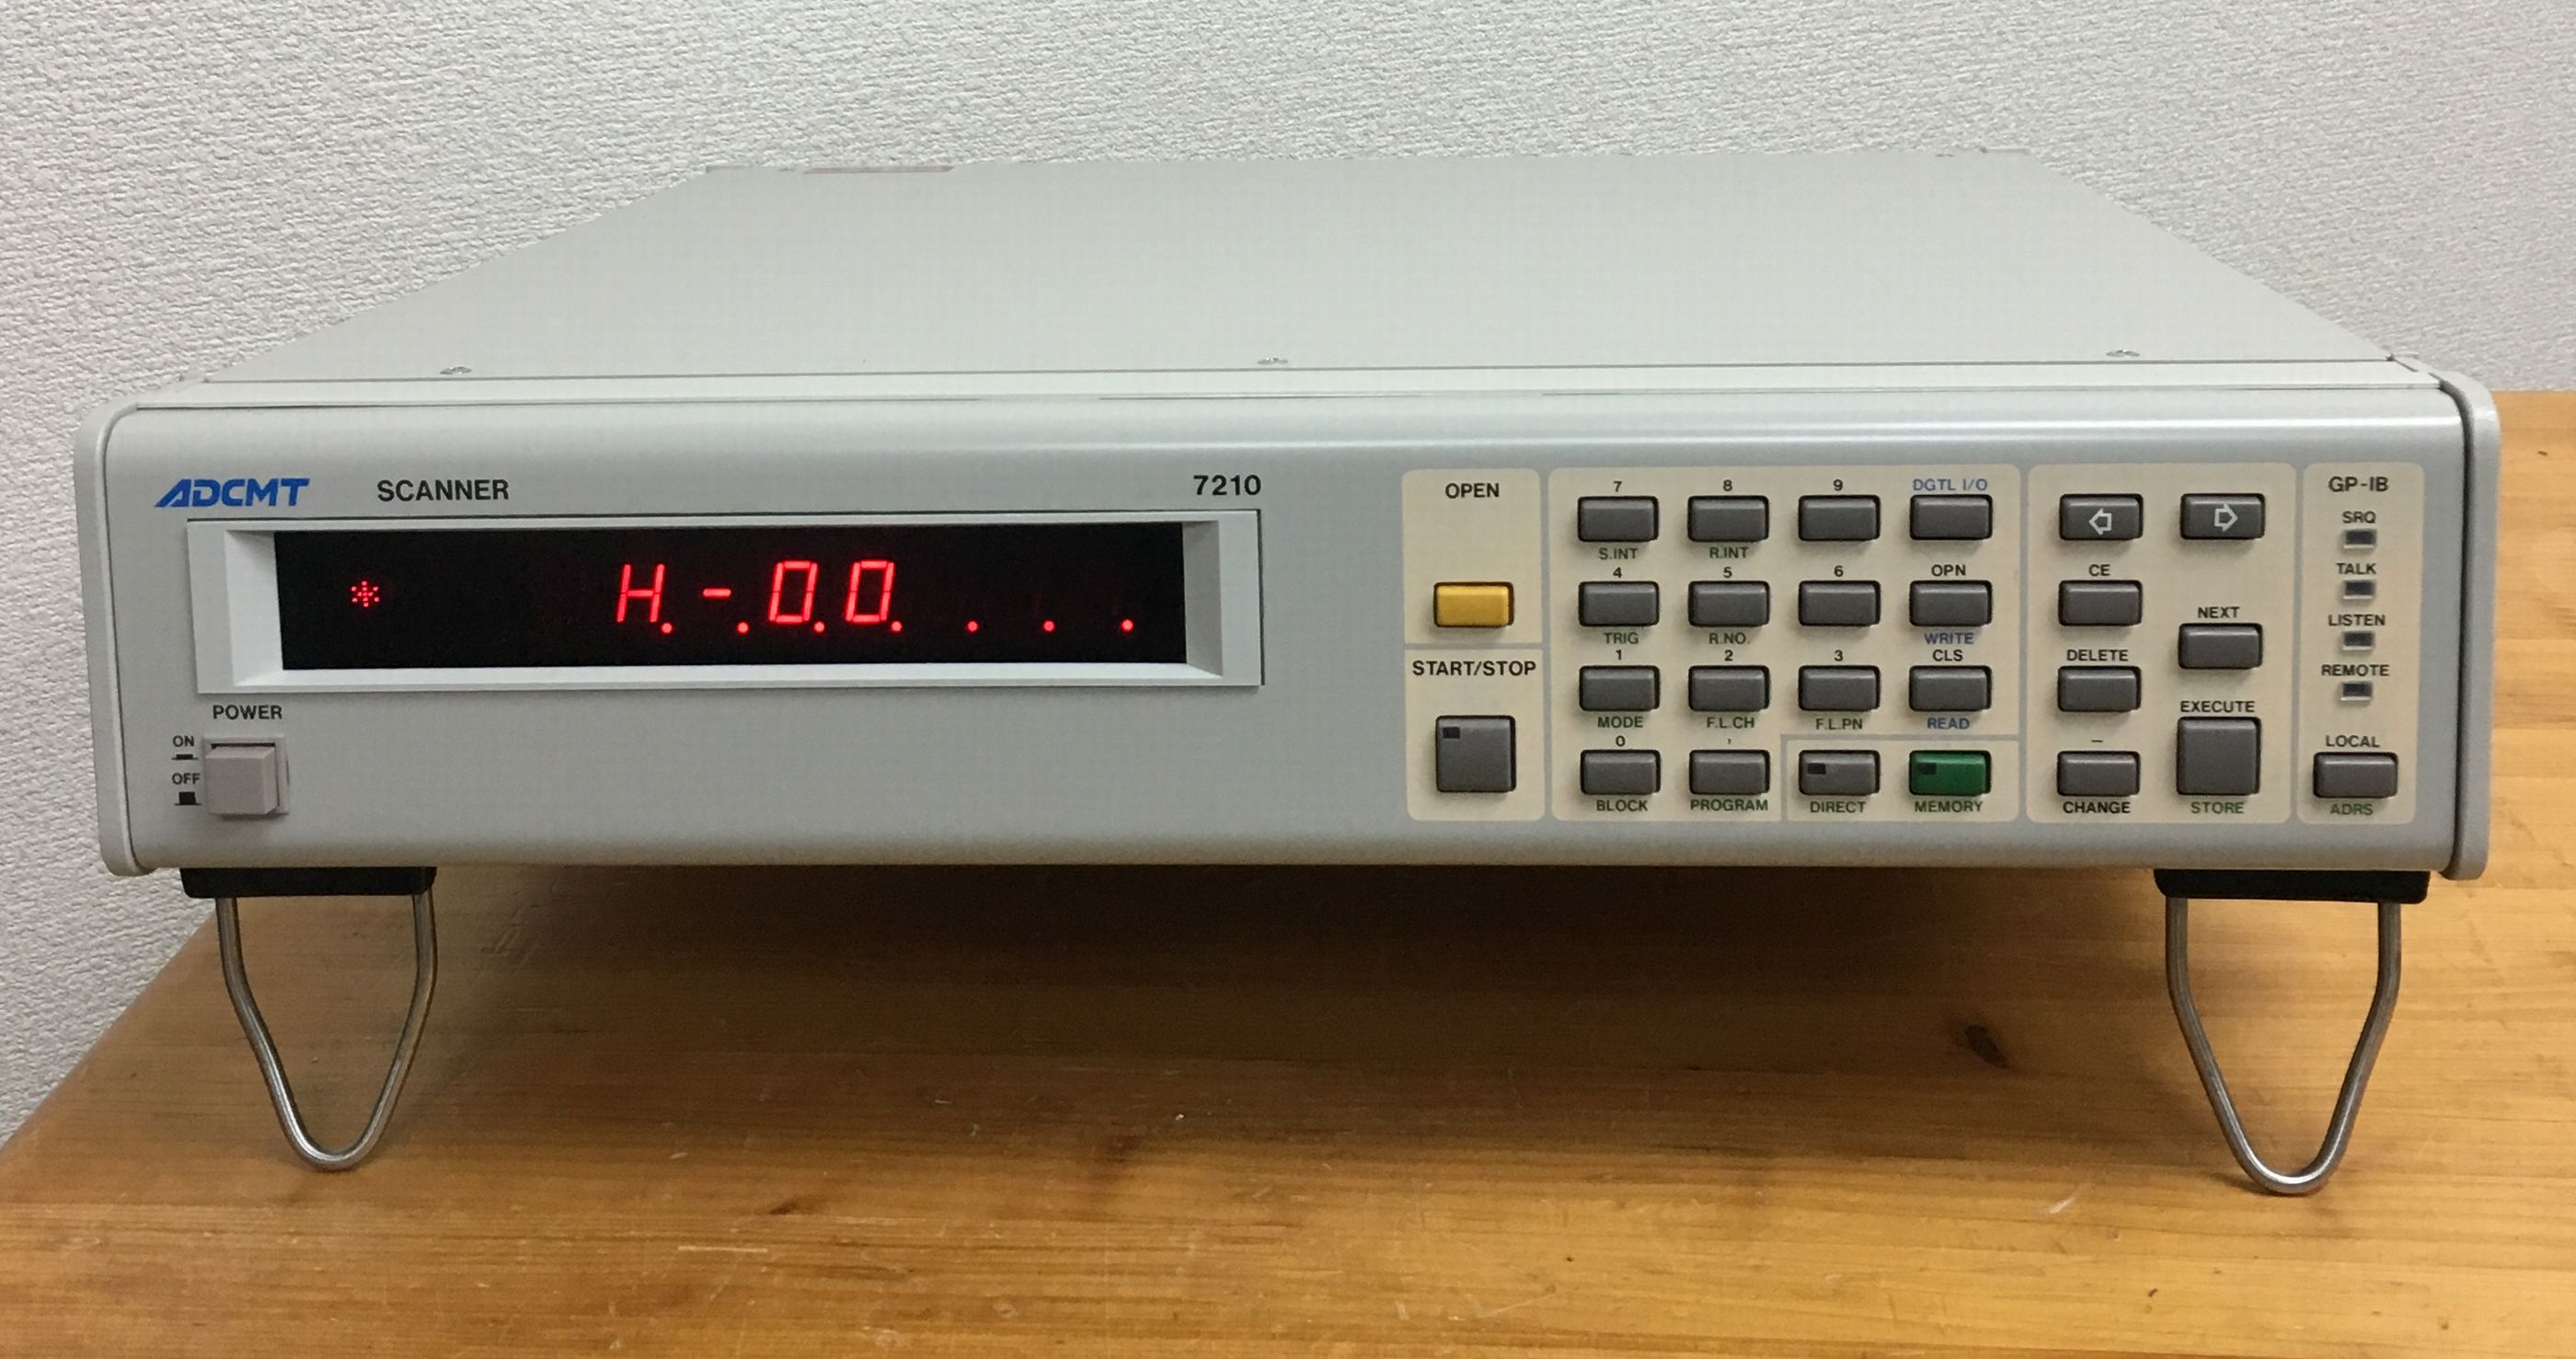 ADCMT SCANNER 7210
* H.-.0.0. . . .
POWER
ON
OFF
OPEN
START/STOP
7 8 9 DGTL I/O
S.INT R.INT
4 5 6 OPN
TRIG R.NO. WRITE
1 2 3 CLS
MODE F.L.CH F.L.PN READ
0 ,
BLOCK PROGRAM DIRECT MEMORY
CE
NEXT
DELETE
EXECUTE
–
CHANGE STORE
GP-IB
SRQ
TALK
LISTEN
REMOTE
LOCAL
ADRS